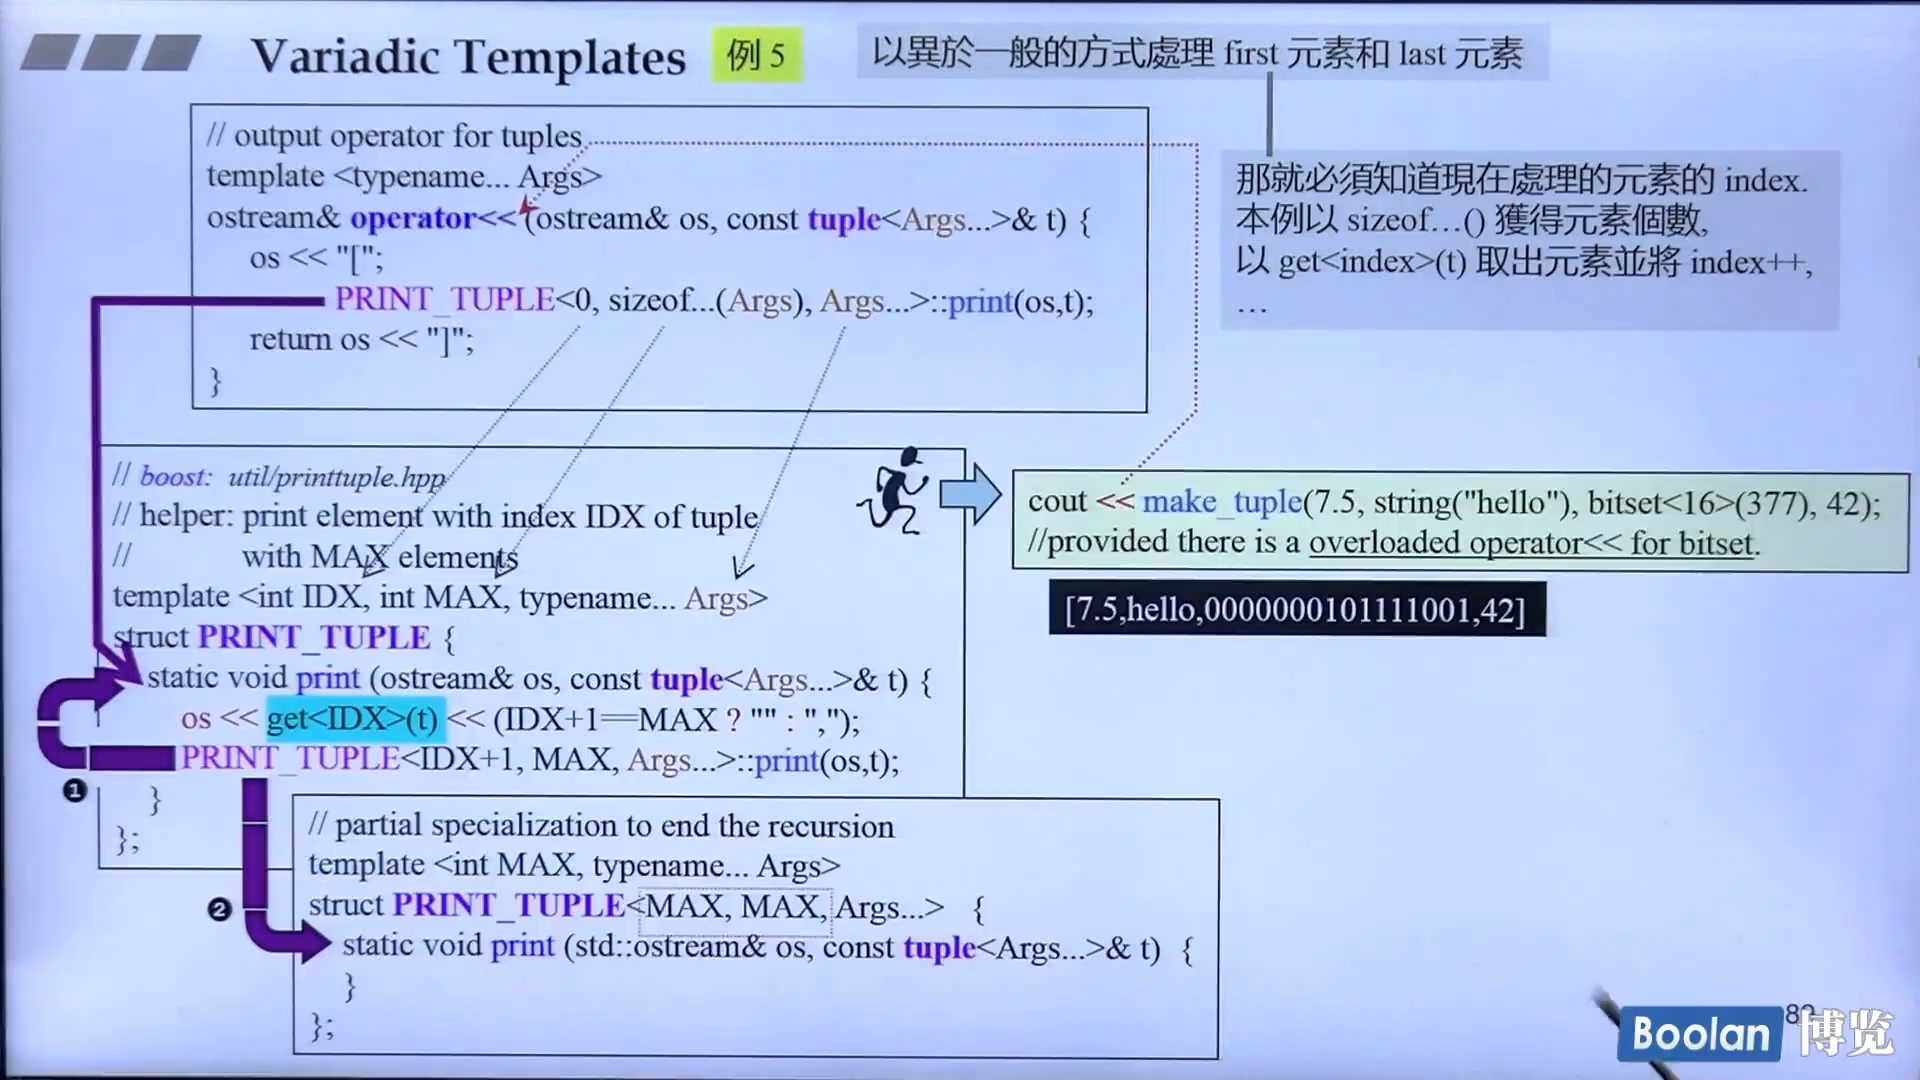 Variadic Templates
例 5
以異於一般的方式處理 first 元素和 last 元素
// output operator for tuples
template <typename... Args>
ostream& operator<< (ostream& os, const tuple<Args...>& t) {
os << "[";
PRINT_TUPLE<0, sizeof...(Args), Args...>::print(os,t);
return os << "]";
}
那就必須知道現在處理的元素的 index.
本例以 sizeof…() 獲得元素個數,
以 get<index>(t) 取出元素並將 index++,
…
// boost: util/printtuple.hpp
// helper: print element with index IDX of tuple
// with MAX elements
template <int IDX, int MAX, typename... Args>
struct PRINT_TUPLE {
static void print (ostream& os, const tuple<Args...>& t) {
os << get<IDX>(t) << (IDX+1==MAX ? "" : ",");
PRINT_TUPLE<IDX+1, MAX, Args...>::print(os,t);
}
};
❶
cout << make_tuple(7.5, string("hello"), bitset<16>(377), 42);
//provided there is a overloaded operator<< for bitset.
[7.5,hello,0000000101111001,42]
❷
// partial specialization to end the recursion
template <int MAX, typename... Args>
struct PRINT_TUPLE<MAX, MAX, Args...> {
static void print (std::ostream& os, const tuple<Args...>& t) {
}
};
Boolan 博览